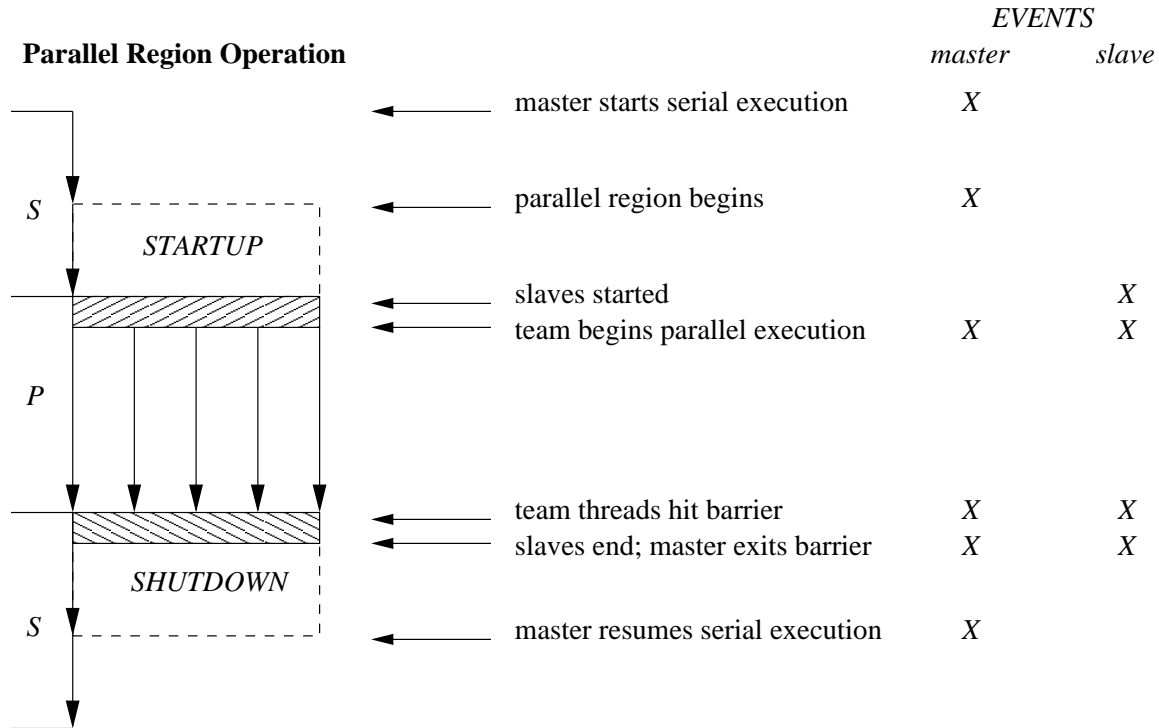 EVENTS
Parallel Region Operation master slave
master starts serial execution X
S parallel region begins X
STARTUP
slaves started X
team begins parallel execution X X
P
team threads hit barrier X X
slaves end; master exits barrier X X
SHUTDOWN
S master resumes serial execution X